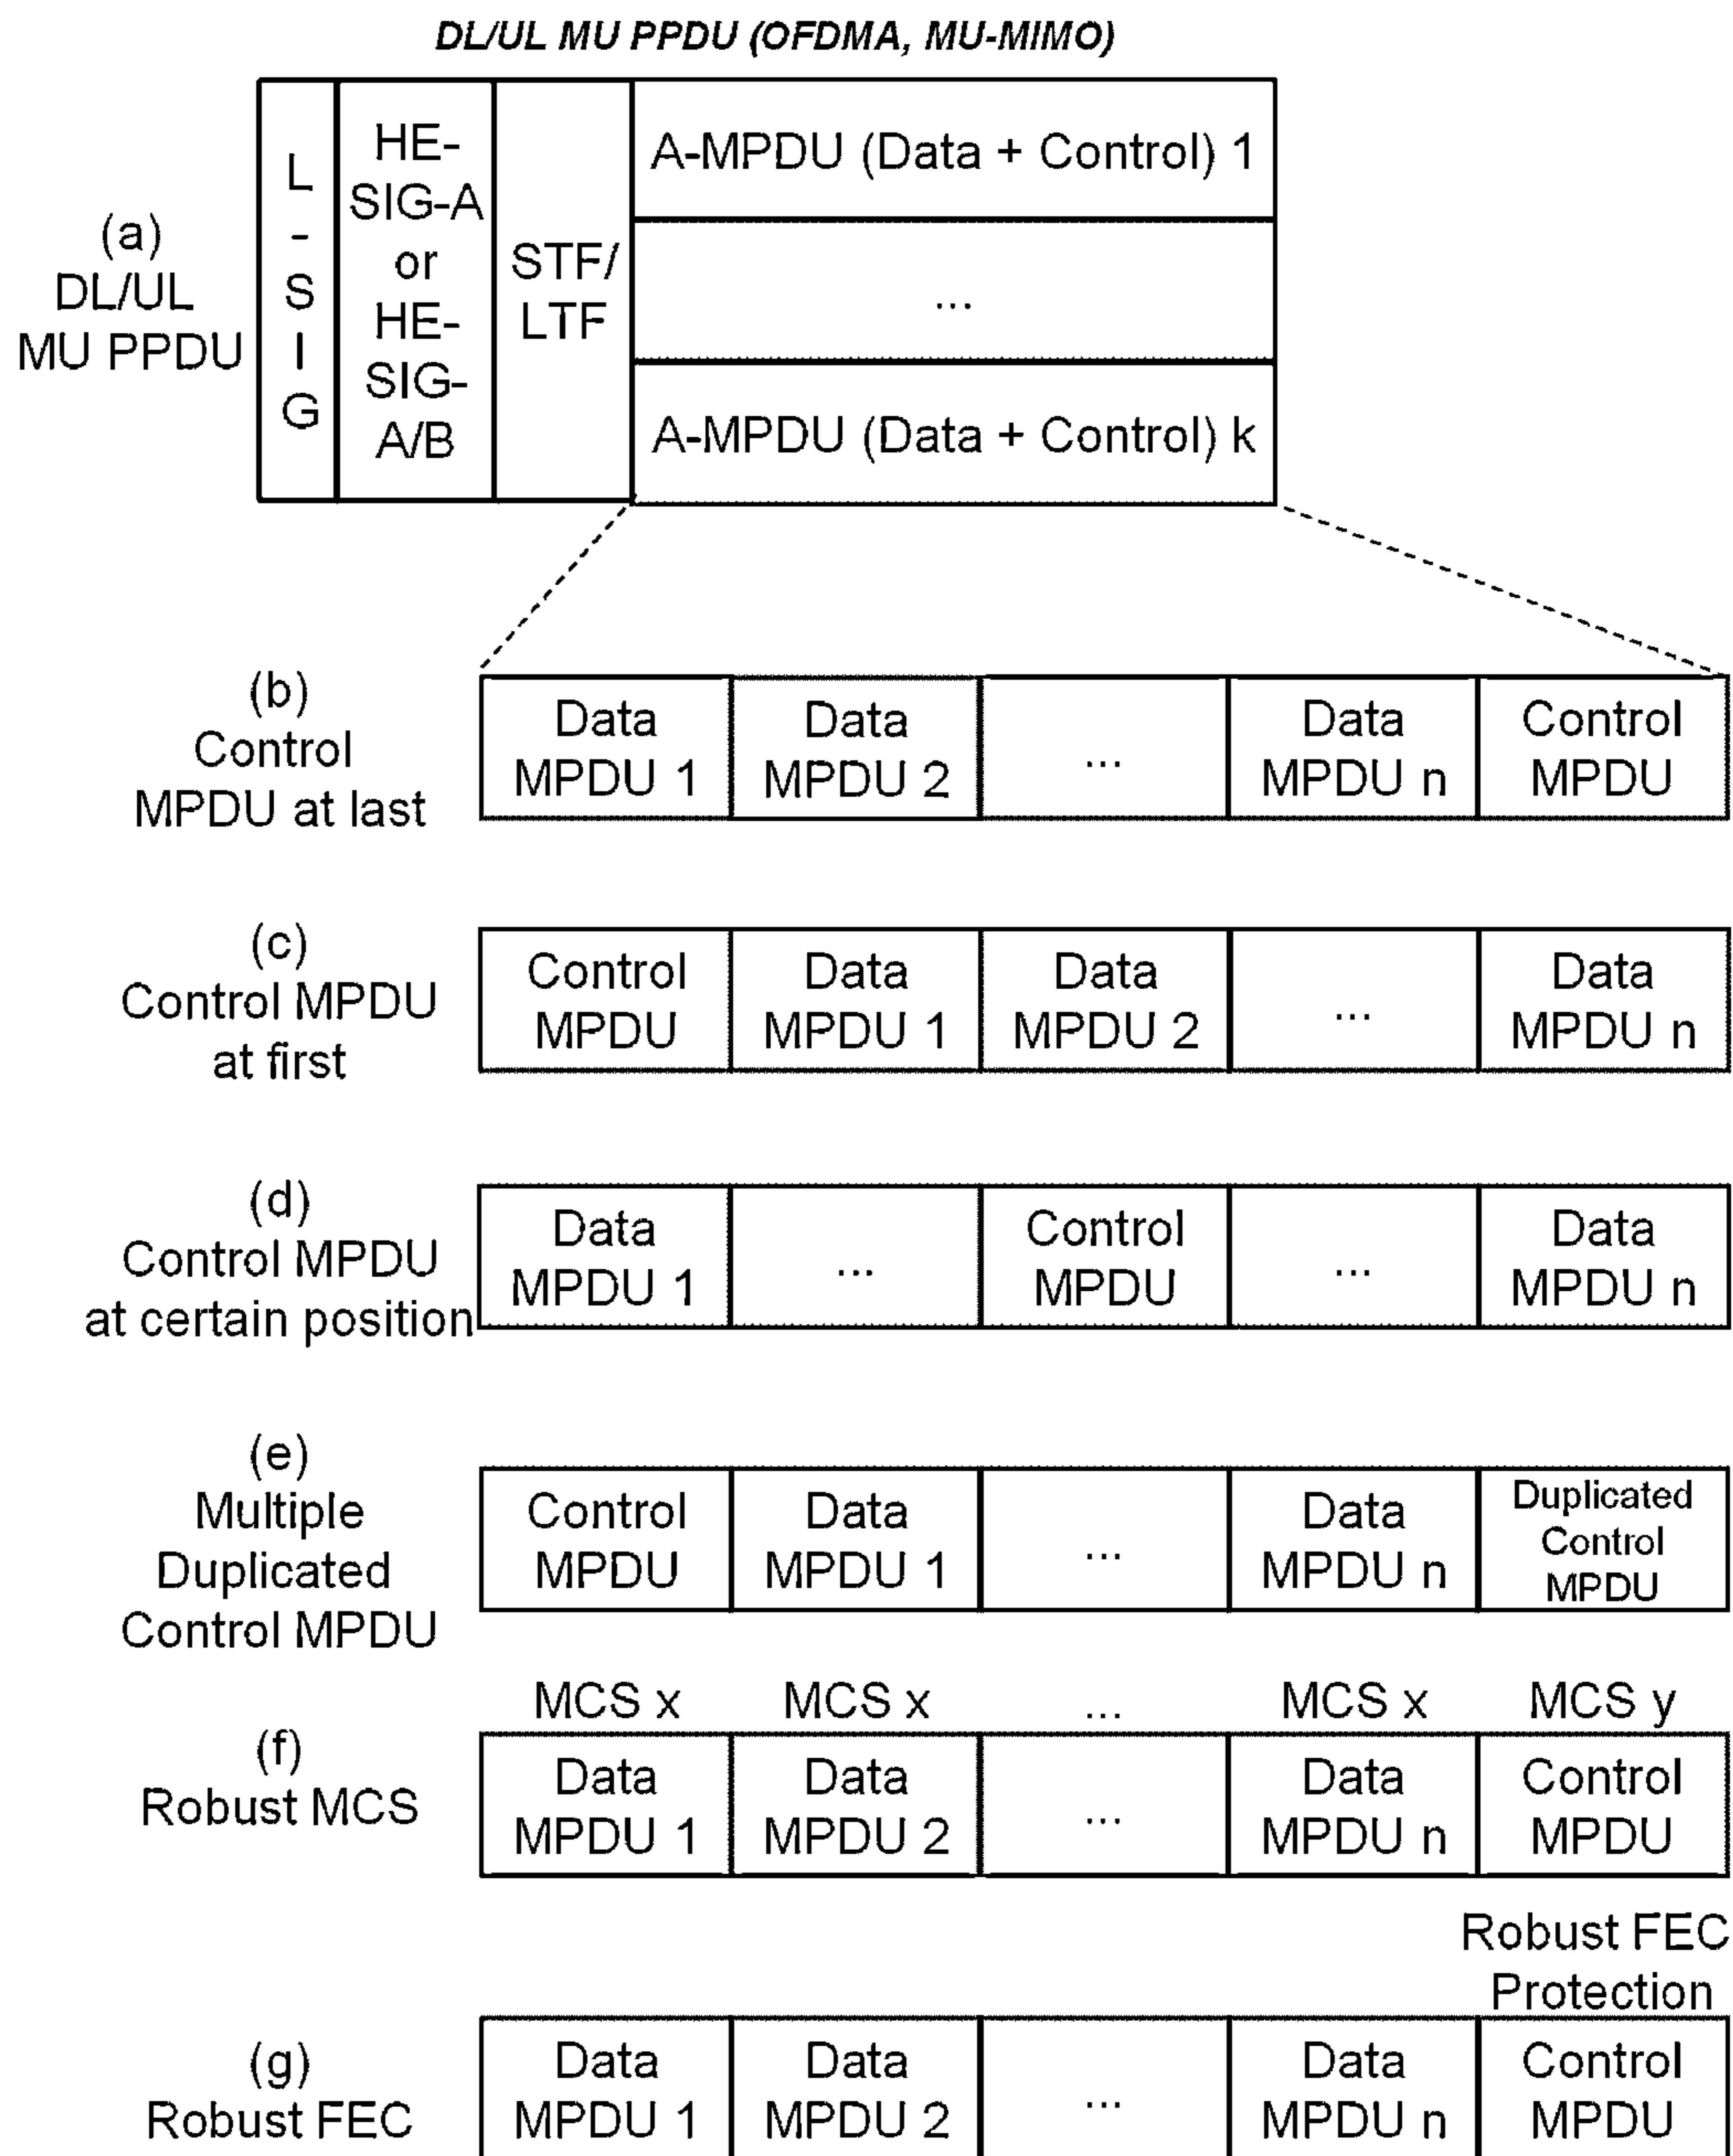 DL/UL MU PPDU (OFDMA, MU-MIMO)
(a)
DL/UL
MU PPDU
L
-
S
I
G
HE-
SIG-A
or
HE-
SIG-
A/B
STF/
LTF
A-MPDU (Data + Control) 1
...
A-MPDU (Data + Control) k
(b)
Control
MPDU at last
Data
MPDU 1
Data
MPDU 2
...
Data
MPDU n
Control
MPDU
(c)
Control MPDU
at first
Control
MPDU
Data
MPDU 1
Data
MPDU 2
...
Data
MPDU n
(d)
Control MPDU
at certain position
Data
MPDU 1
...
Control
MPDU
...
Data
MPDU n
(e)
Multiple
Duplicated
Control MPDU
Control
MPDU
Data
MPDU 1
...
Data
MPDU n
Duplicated
Control
MPDU
MCS x
MCS x
...
MCS x
MCS y
(f)
Robust MCS
Data
MPDU 1
Data
MPDU 2
...
Data
MPDU n
Control
MPDU
Robust FEC
Protection
(g)
Robust FEC
Data
MPDU 1
Data
MPDU 2
...
Data
MPDU n
Control
MPDU